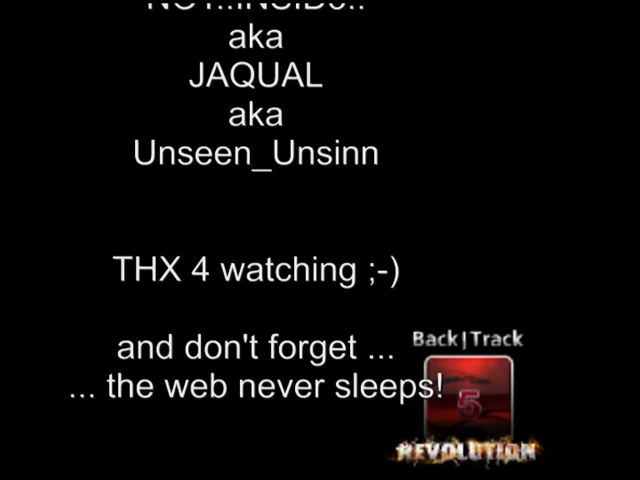 aka
JAQUAL
aka
Unseen_Unsinn
THX 4 watching ;-)
and don't forget ...
... the web never sleeps!
Back|Track
5
REVOLUTION